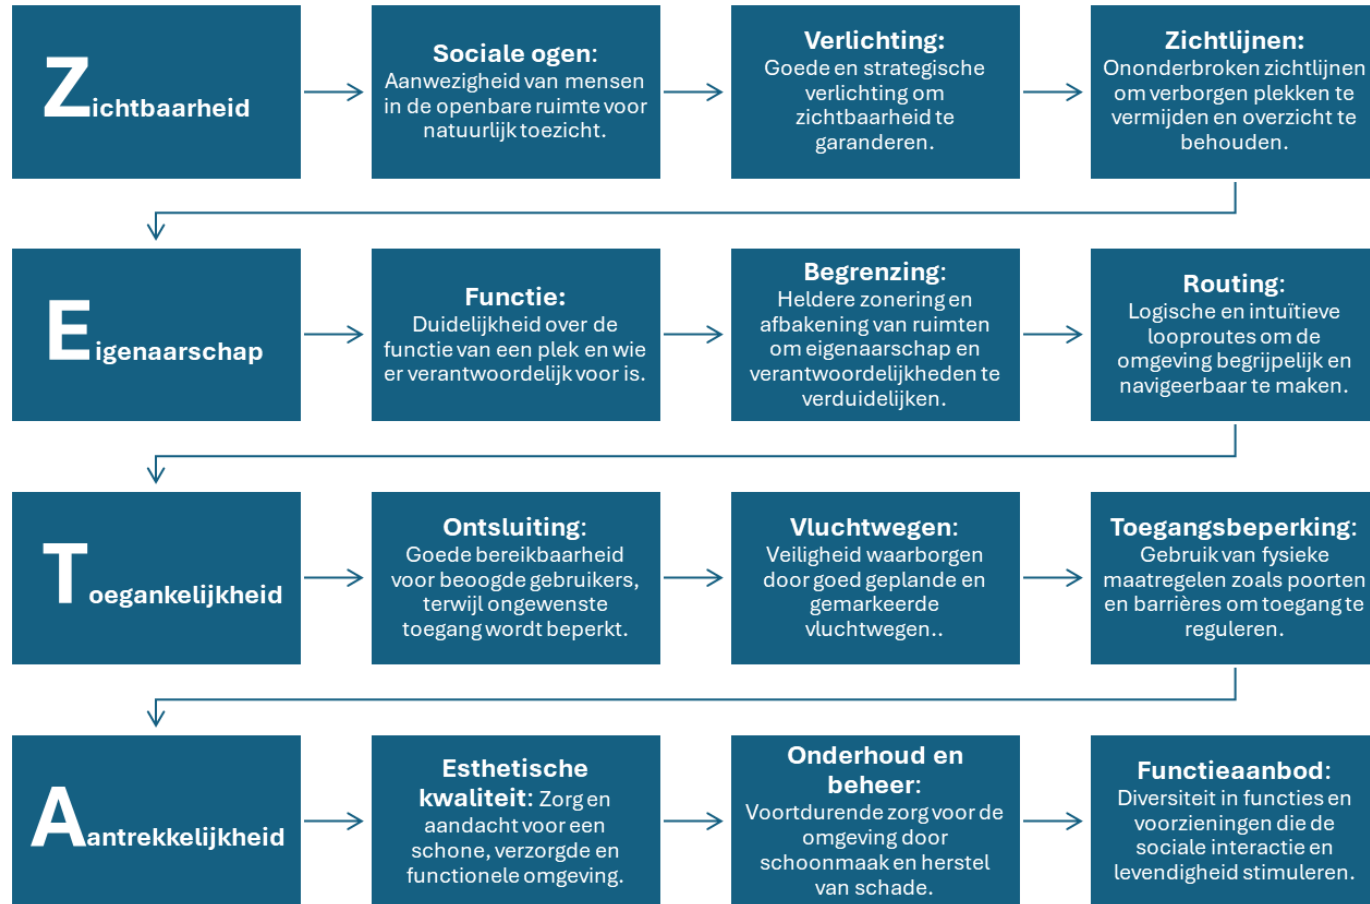 Zichtbaarheid
Sociale ogen:
Aanwezigheid van mensen
in de openbare ruimte voor
natuurlijk toezicht.
Verlichting:
Goede en strategische
verlichting om
zichtbaarheid te
garanderen.
Zichtlijnen:
Ononderbroken zichtlijnen
om verborgen plekken te
vermijden en overzicht te
behouden.
Eigenaarschap
Functie:
Duidelijkheid over de
functie van een plek en wie
er verantwoordelijk voor is.
Begrenzing:
Heldere zonering en
afbakening van ruimten
om eigenaarschap en
verantwoordelijkheden te
verduidelijken.
Routing:
Logische en intuïtieve
looproutes om de
omgeving begrijpelijk en
navigeerbaar te maken.
Toegankelijkheid
Ontsluiting:
Goede bereikbaarheid
voor beoogde gebruikers,
terwijl ongewenste
toegang wordt beperkt.
Vluchtwegen:
Veiligheid waarborgen
door goed geplande en
gemarkeerde
vluchtwegen..
Toegangsbeperking:
Gebruik van fysieke
maatregelen zoals poorten
en barrières om toegang te
reguleren.
Aantrekkelijkheid
Esthetische
kwaliteit: Zorg en
aandacht voor een
schone, verzorgde en
functionele omgeving.
Onderhoud en
beheer:
Voortdurende zorg voor de
omgeving door
schoonmaak en herstel
van schade.
Functieaanbod:
Diversiteit in functies en
voorzieningen die de
sociale interactie en
levendigheid stimuleren.